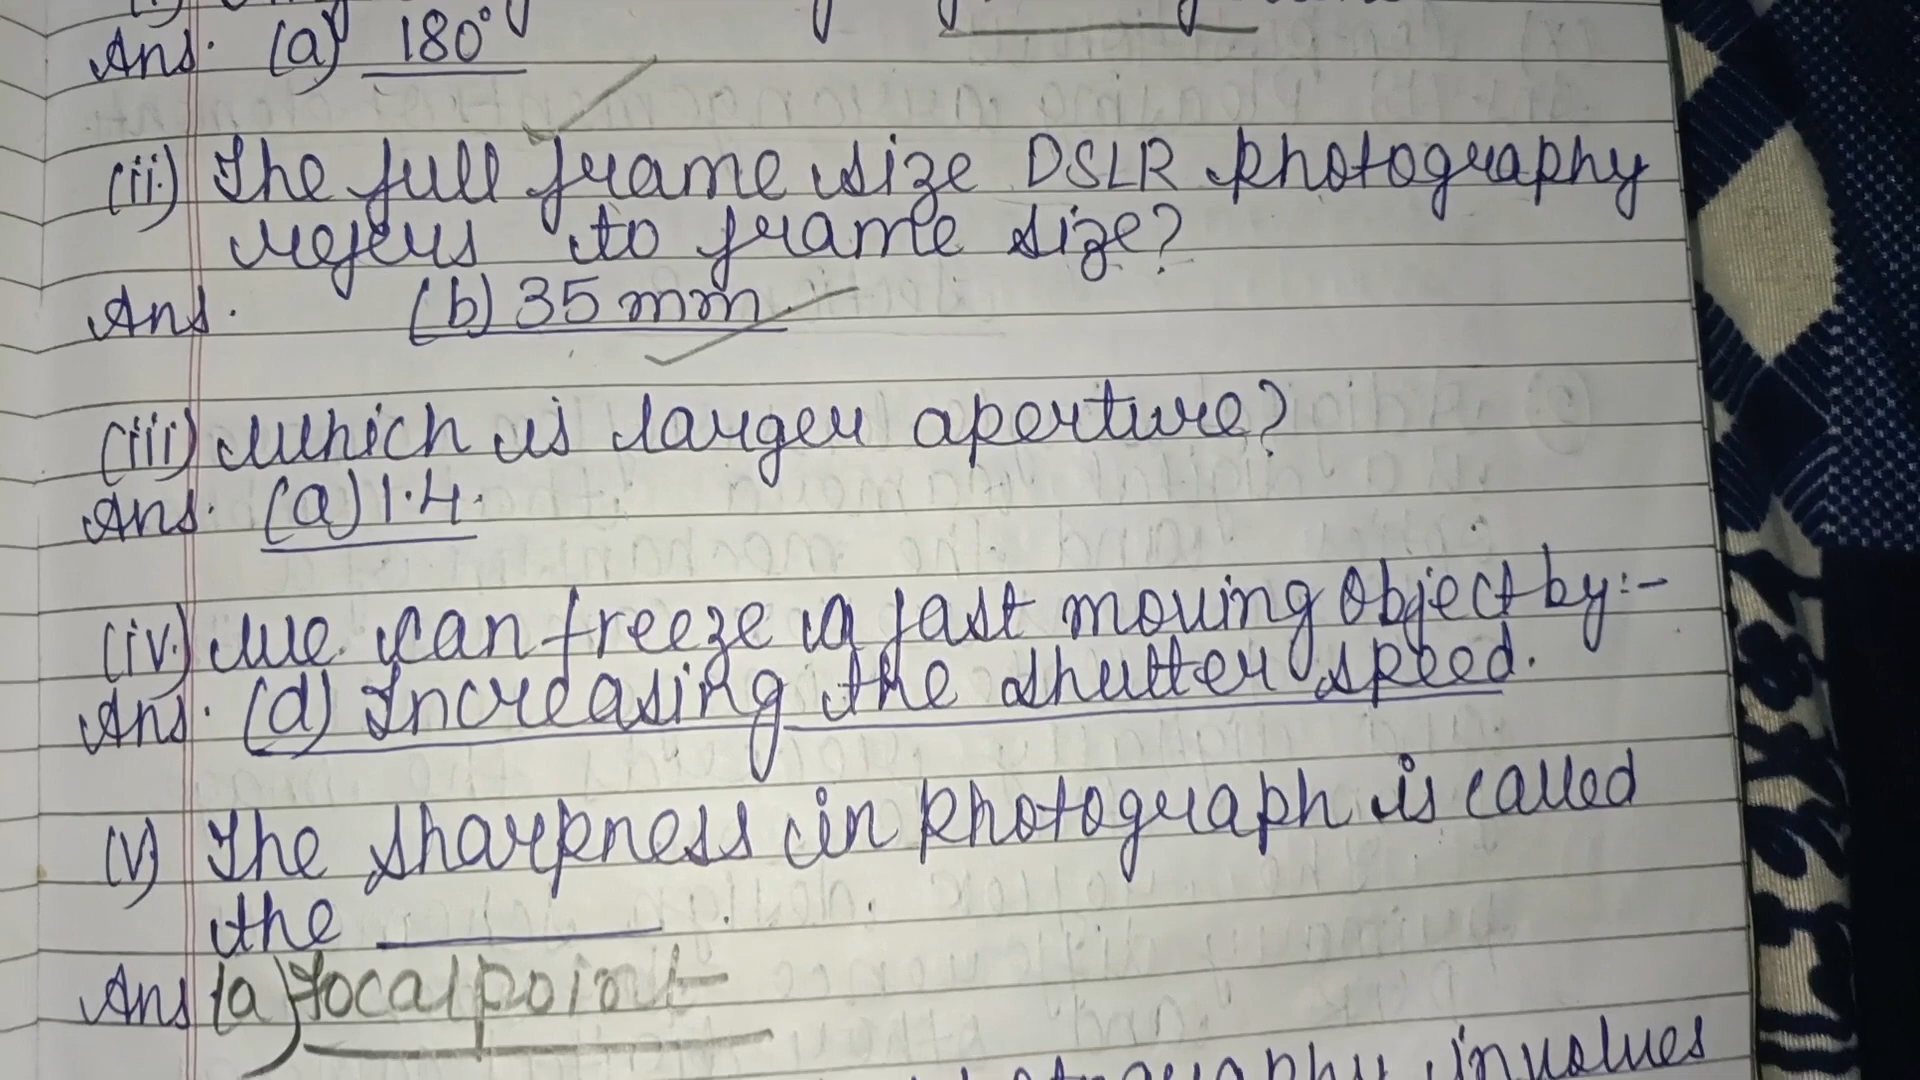 Ans. (a) 180°
(ii) The full frame size DSLR photography
refers to frame size?
Ans. (b) 35 mm.
(iii) Which is larger aperture?
Ans. (a) 1.4.
(iv) We can freeze a fast moving object by:-
Ans. (d) Increasing the shutter speed.
(v) The sharpness in photograph is called
the ________.
Ans (a) focal point
involves